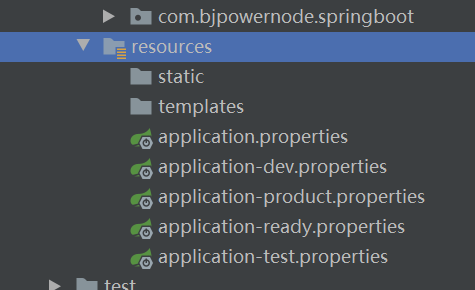 com.bjpowernode.springboot
resources
static
templates
application.properties
application-dev.properties
application-product.properties
application-ready.properties
application-test.properties
test